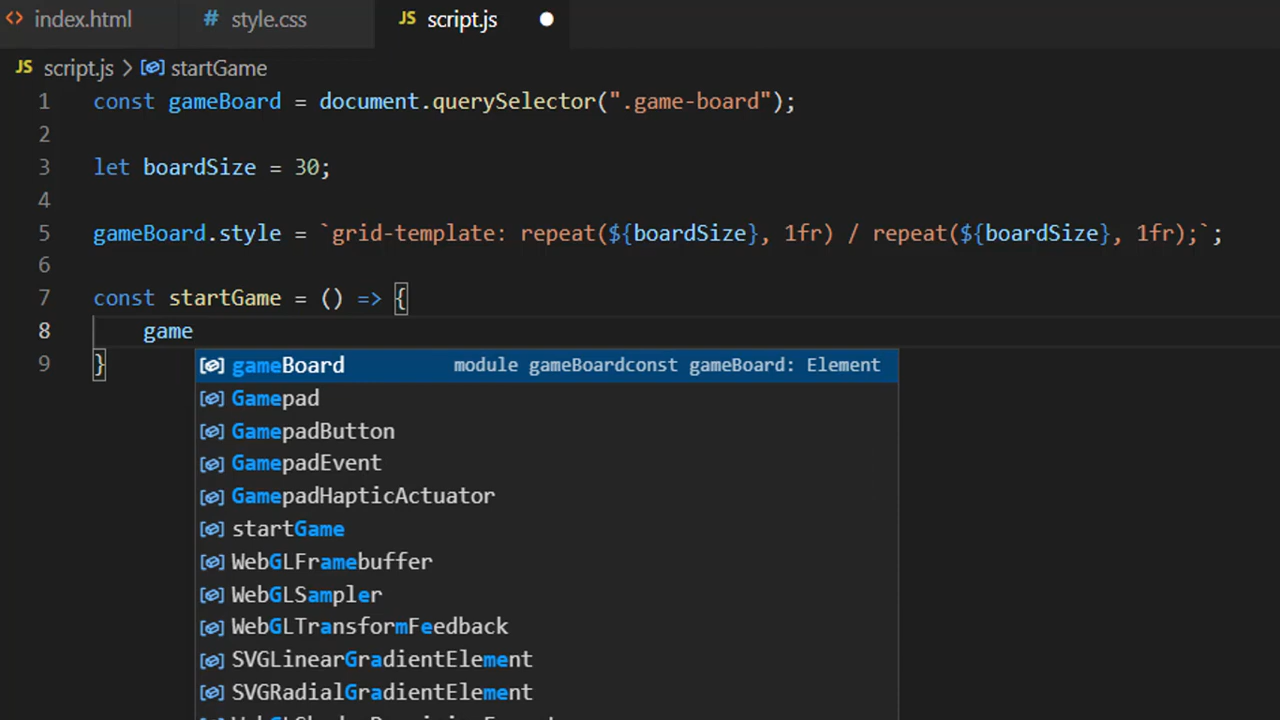 index.html
style.css
JS script.js
JS script.js > startGame
1 const gameBoard = document.querySelector(".game-board");
2
3 let boardSize = 30;
4
5 gameBoard.style = `grid-template: repeat(${boardSize}, 1fr) / repeat(${boardSize}, 1fr);`;
6
7 const startGame = () => {
8 game
9 }
gameBoard module gameBoardconst gameBoard: Element
Gamepad
GamepadButton
GamepadEvent
GamepadHapticActuator
startGame
WebGLFramebuffer
WebGLSampler
WebGLTransformFeedback
SVGLinearGradientElement
SVGRadialGradientElement